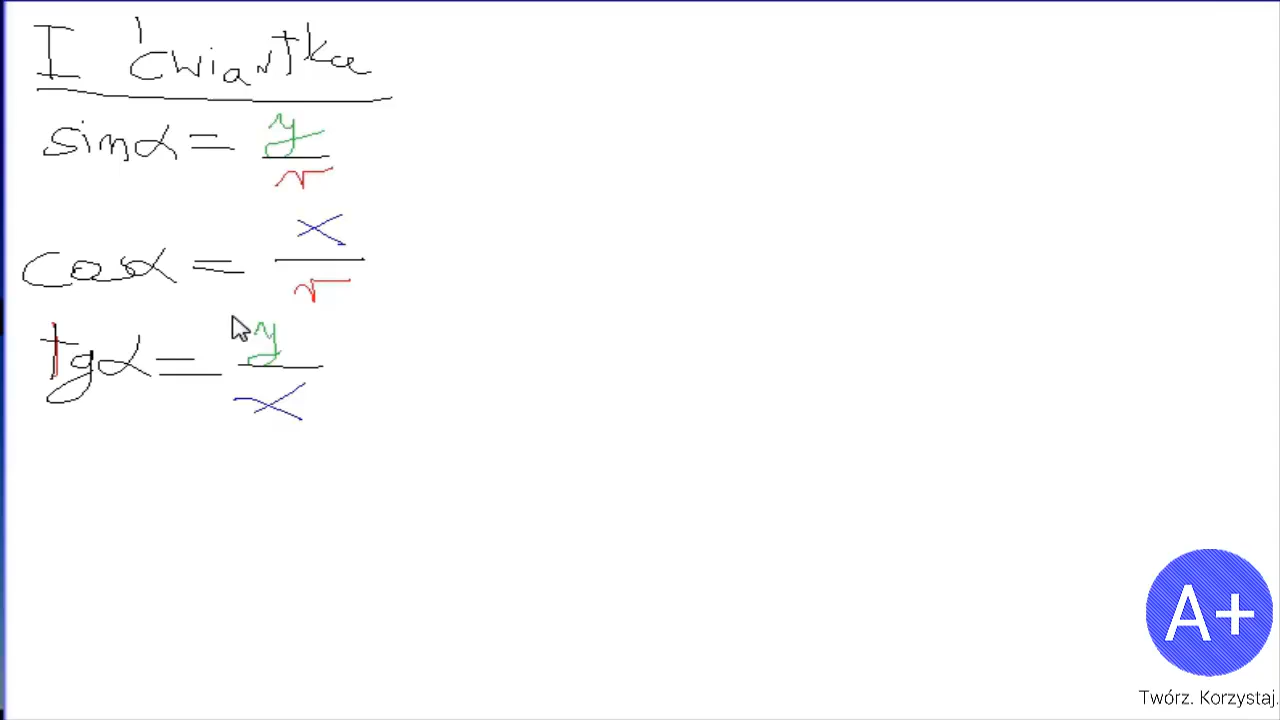 I ćwiartka
sinα = y/r
cosα = x/r
tgα = y/x
A+
Twórz. Korzystaj.